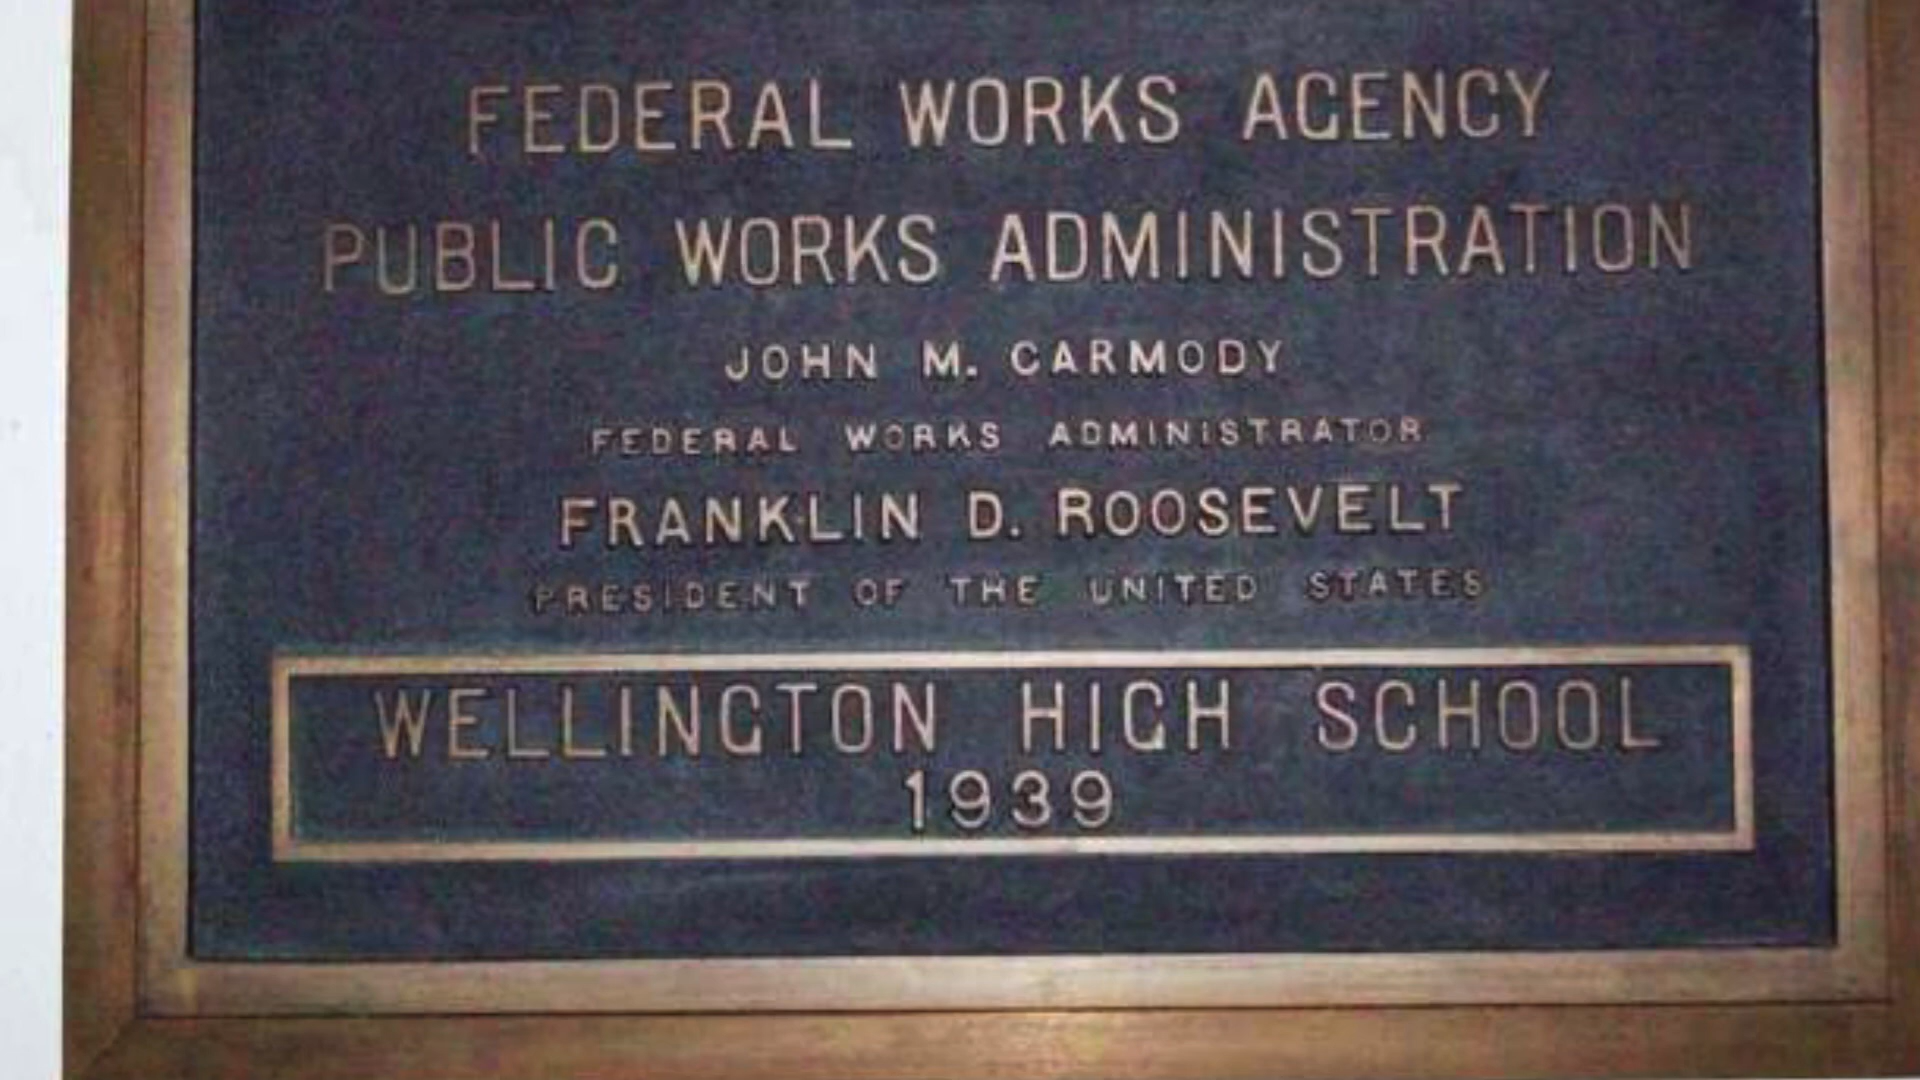 FEDERAL WORKS AGENCY
PUBLIC WORKS ADMINISTRATION
JOHN M. CARMODY
FEDERAL WORKS ADMINISTRATOR
FRANKLIN D. ROOSEVELT
PRESIDENT OF THE UNITED STATES
WELLINGTON HIGH SCHOOL
1939